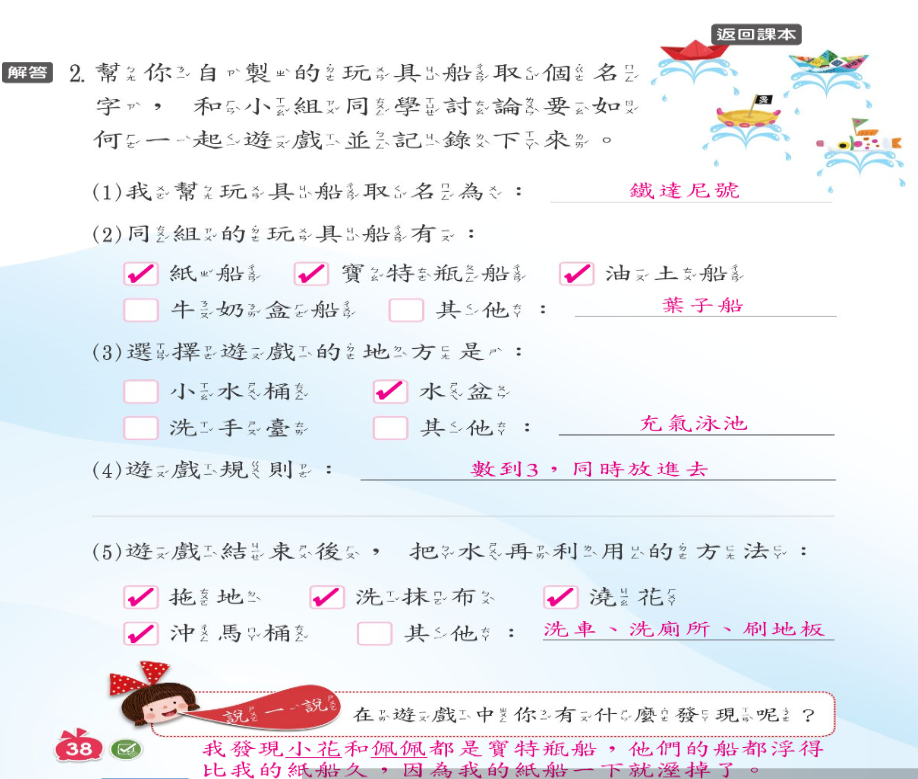 返回課本
解答 2. 幫你自製的玩具船取個名
字，和小組同學討論要如
何一起遊戲並記錄下來。
(1)我幫玩具船取名為：鐵達尼號
(2)同組的玩具船有：
✓紙船 ✓寶特瓶船 ✓油土船
□牛奶盒船 □其他：葉子船
(3)選擇遊戲的地方是：
□小水桶 ✓水盆
□洗手臺 □其他：充氣泳池
(4)遊戲規則：數到3，同時放進去
(5)遊戲結束後，把水再利用的方法：
✓拖地 ✓洗抹布 ✓澆花
✓沖馬桶 □其他：洗車、洗廁所、刷地板
說一說 在遊戲中你有什麼發現呢？
38 我發現小花和佩佩都是寶特瓶船，他們的船都浮得
比我的紙船久，因為我的紙船一下就溼掉了。